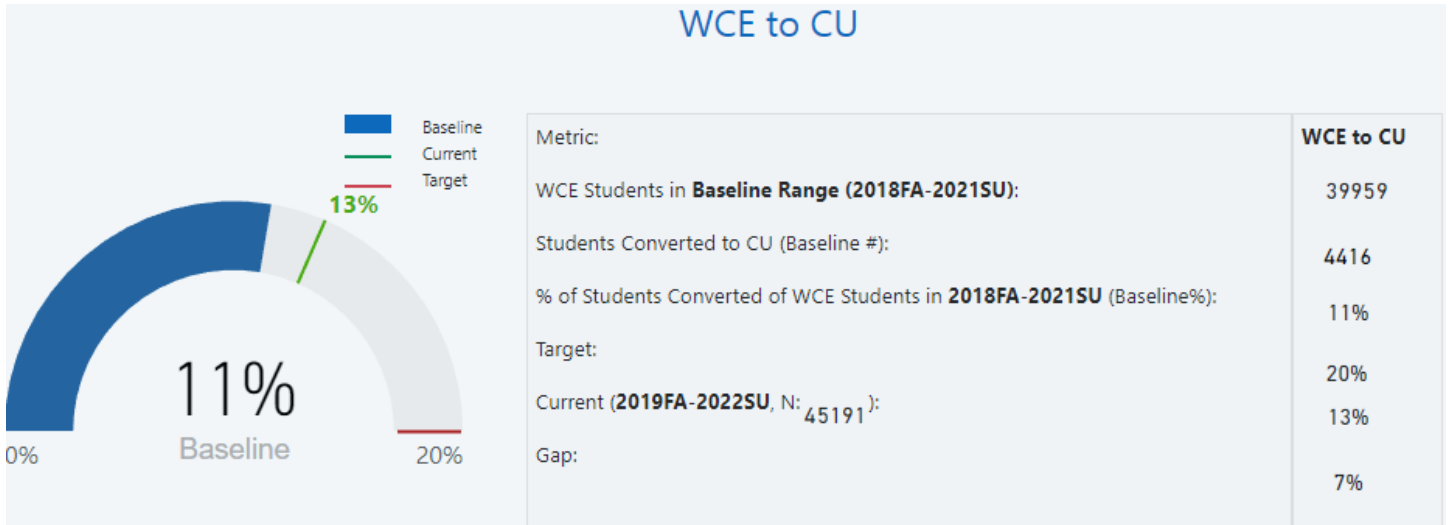 WCE to CU
Baseline
Current
Target
13%
11%
Baseline
0%
20%
Metric: WCE to CU
WCE Students in Baseline Range (2018FA-2021SU): 39959
Students Converted to CU (Baseline #): 4416
% of Students Converted of WCE Students in 2018FA-2021SU (Baseline%): 11%
Target: 20%
Current (2019FA-2022SU, N: 45191): 13%
Gap: 7%